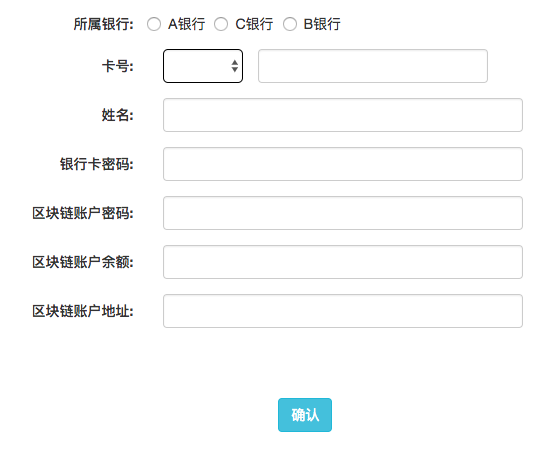 所属银行: A银行 C银行 B银行
卡号:
姓名:
银行卡密码:
区块链账户密码:
区块链账户余额:
区块链账户地址:
确认